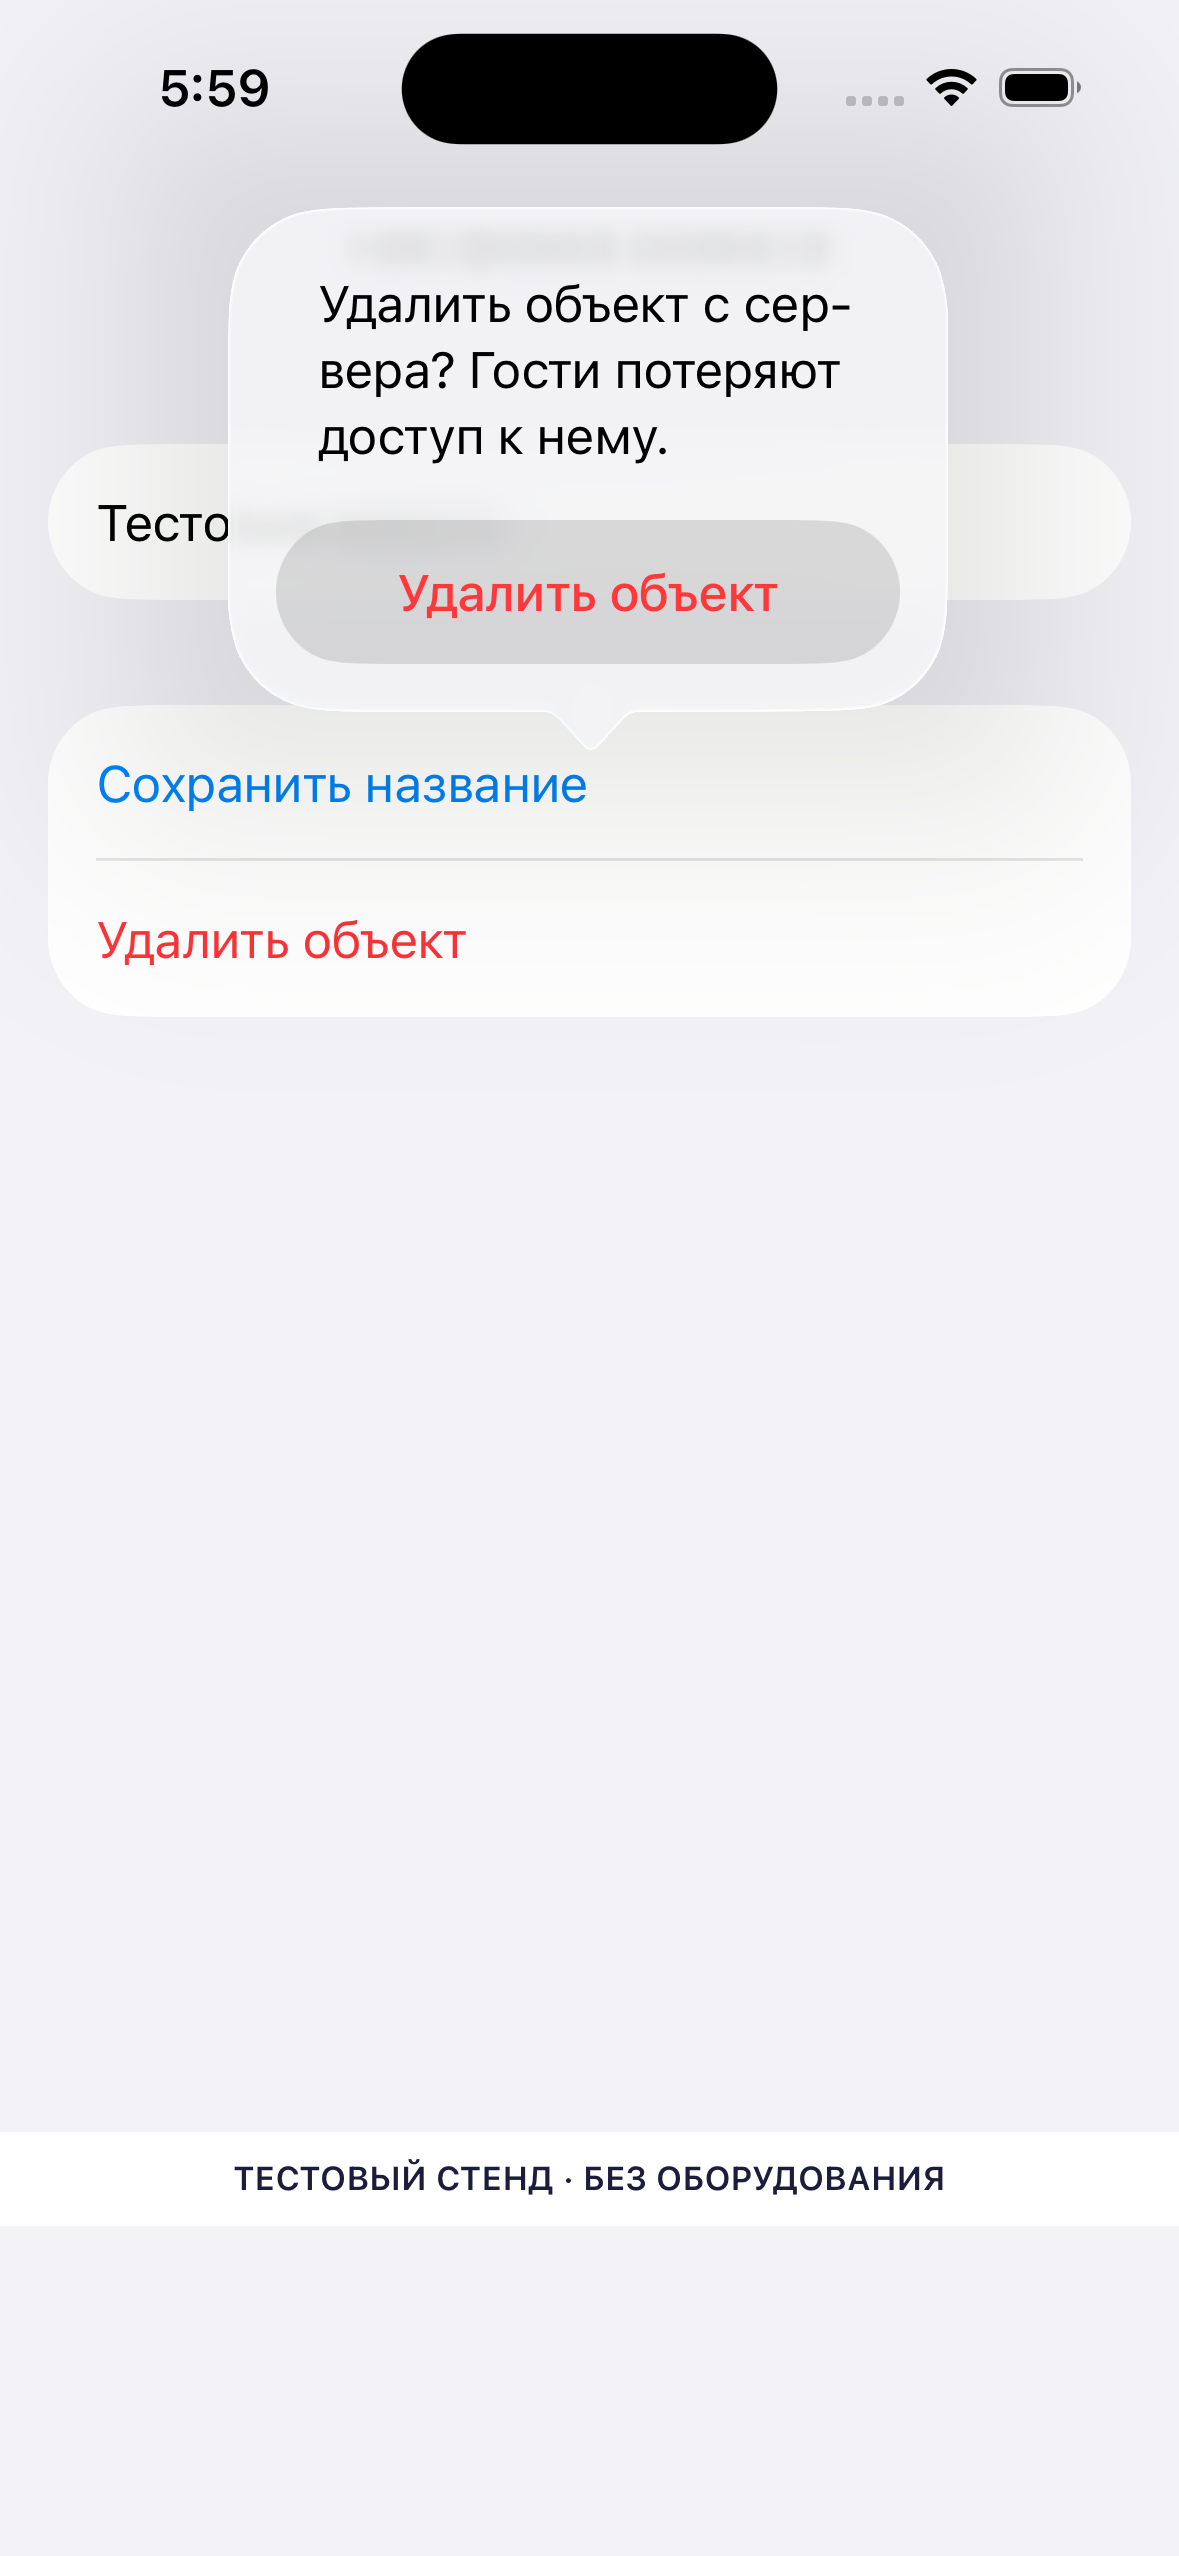 5:59
Удалить объект с сер-
вера? Гости потеряют
доступ к нему.
Тесто
Удалить объект
Сохранить название
Удалить объект
ТЕСТОВЫЙ СТЕНД · БЕЗ ОБОРУДОВАНИЯ